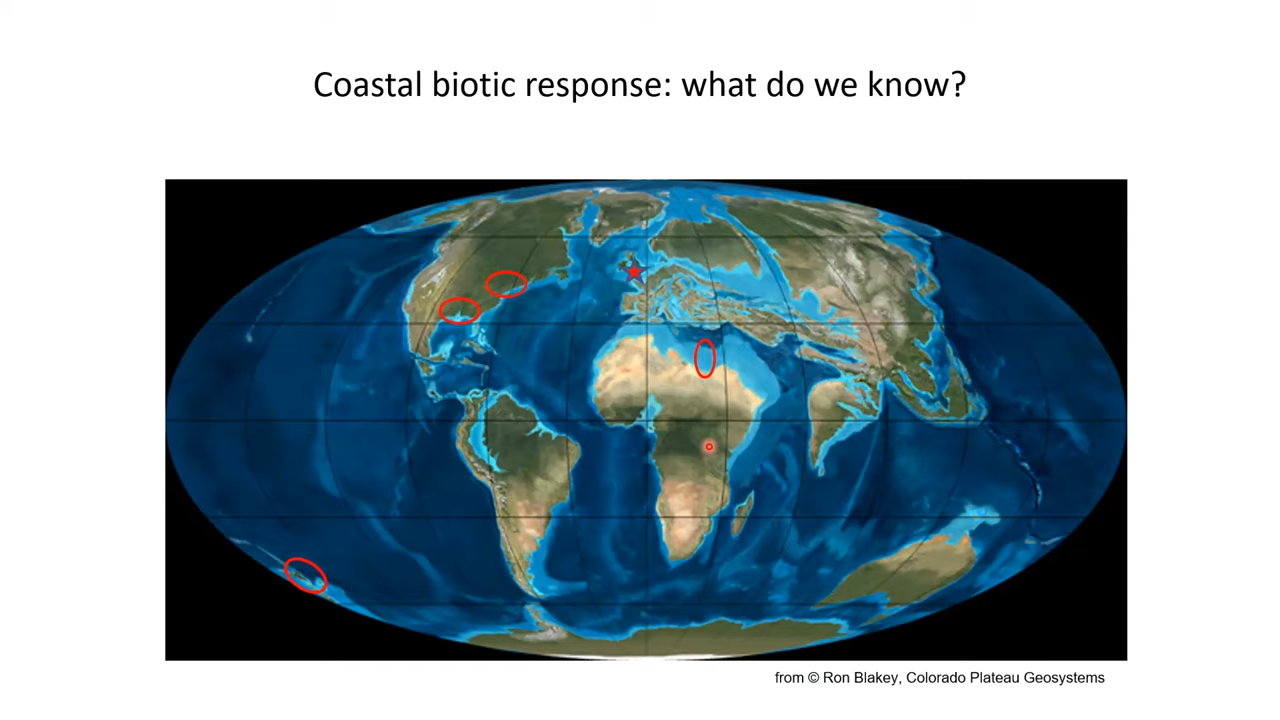 Coastal biotic response: what do we know?
from © Ron Blakey, Colorado Plateau Geosystems